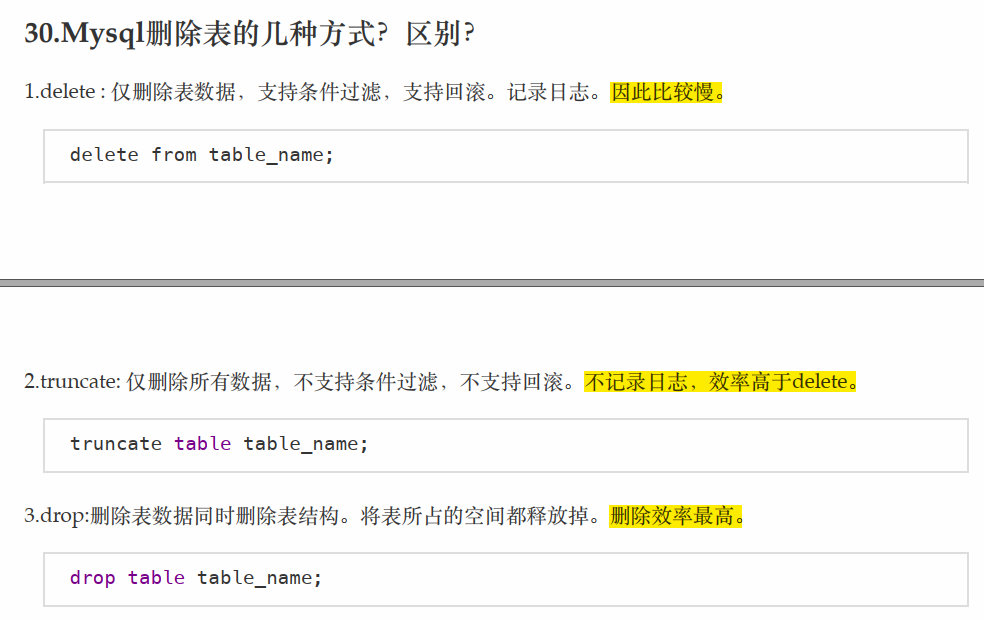 30.Mysql删除表的几种方式？区别？
1.delete : 仅删除表数据，支持条件过滤，支持回滚。记录日志。因此比较慢。
delete from table_name;
2.truncate: 仅删除所有数据，不支持条件过滤，不支持回滚。不记录日志，效率高于delete。
truncate table table_name;
3.drop:删除表数据同时删除表结构。将表所占的空间都释放掉。删除效率最高。
drop table table_name;